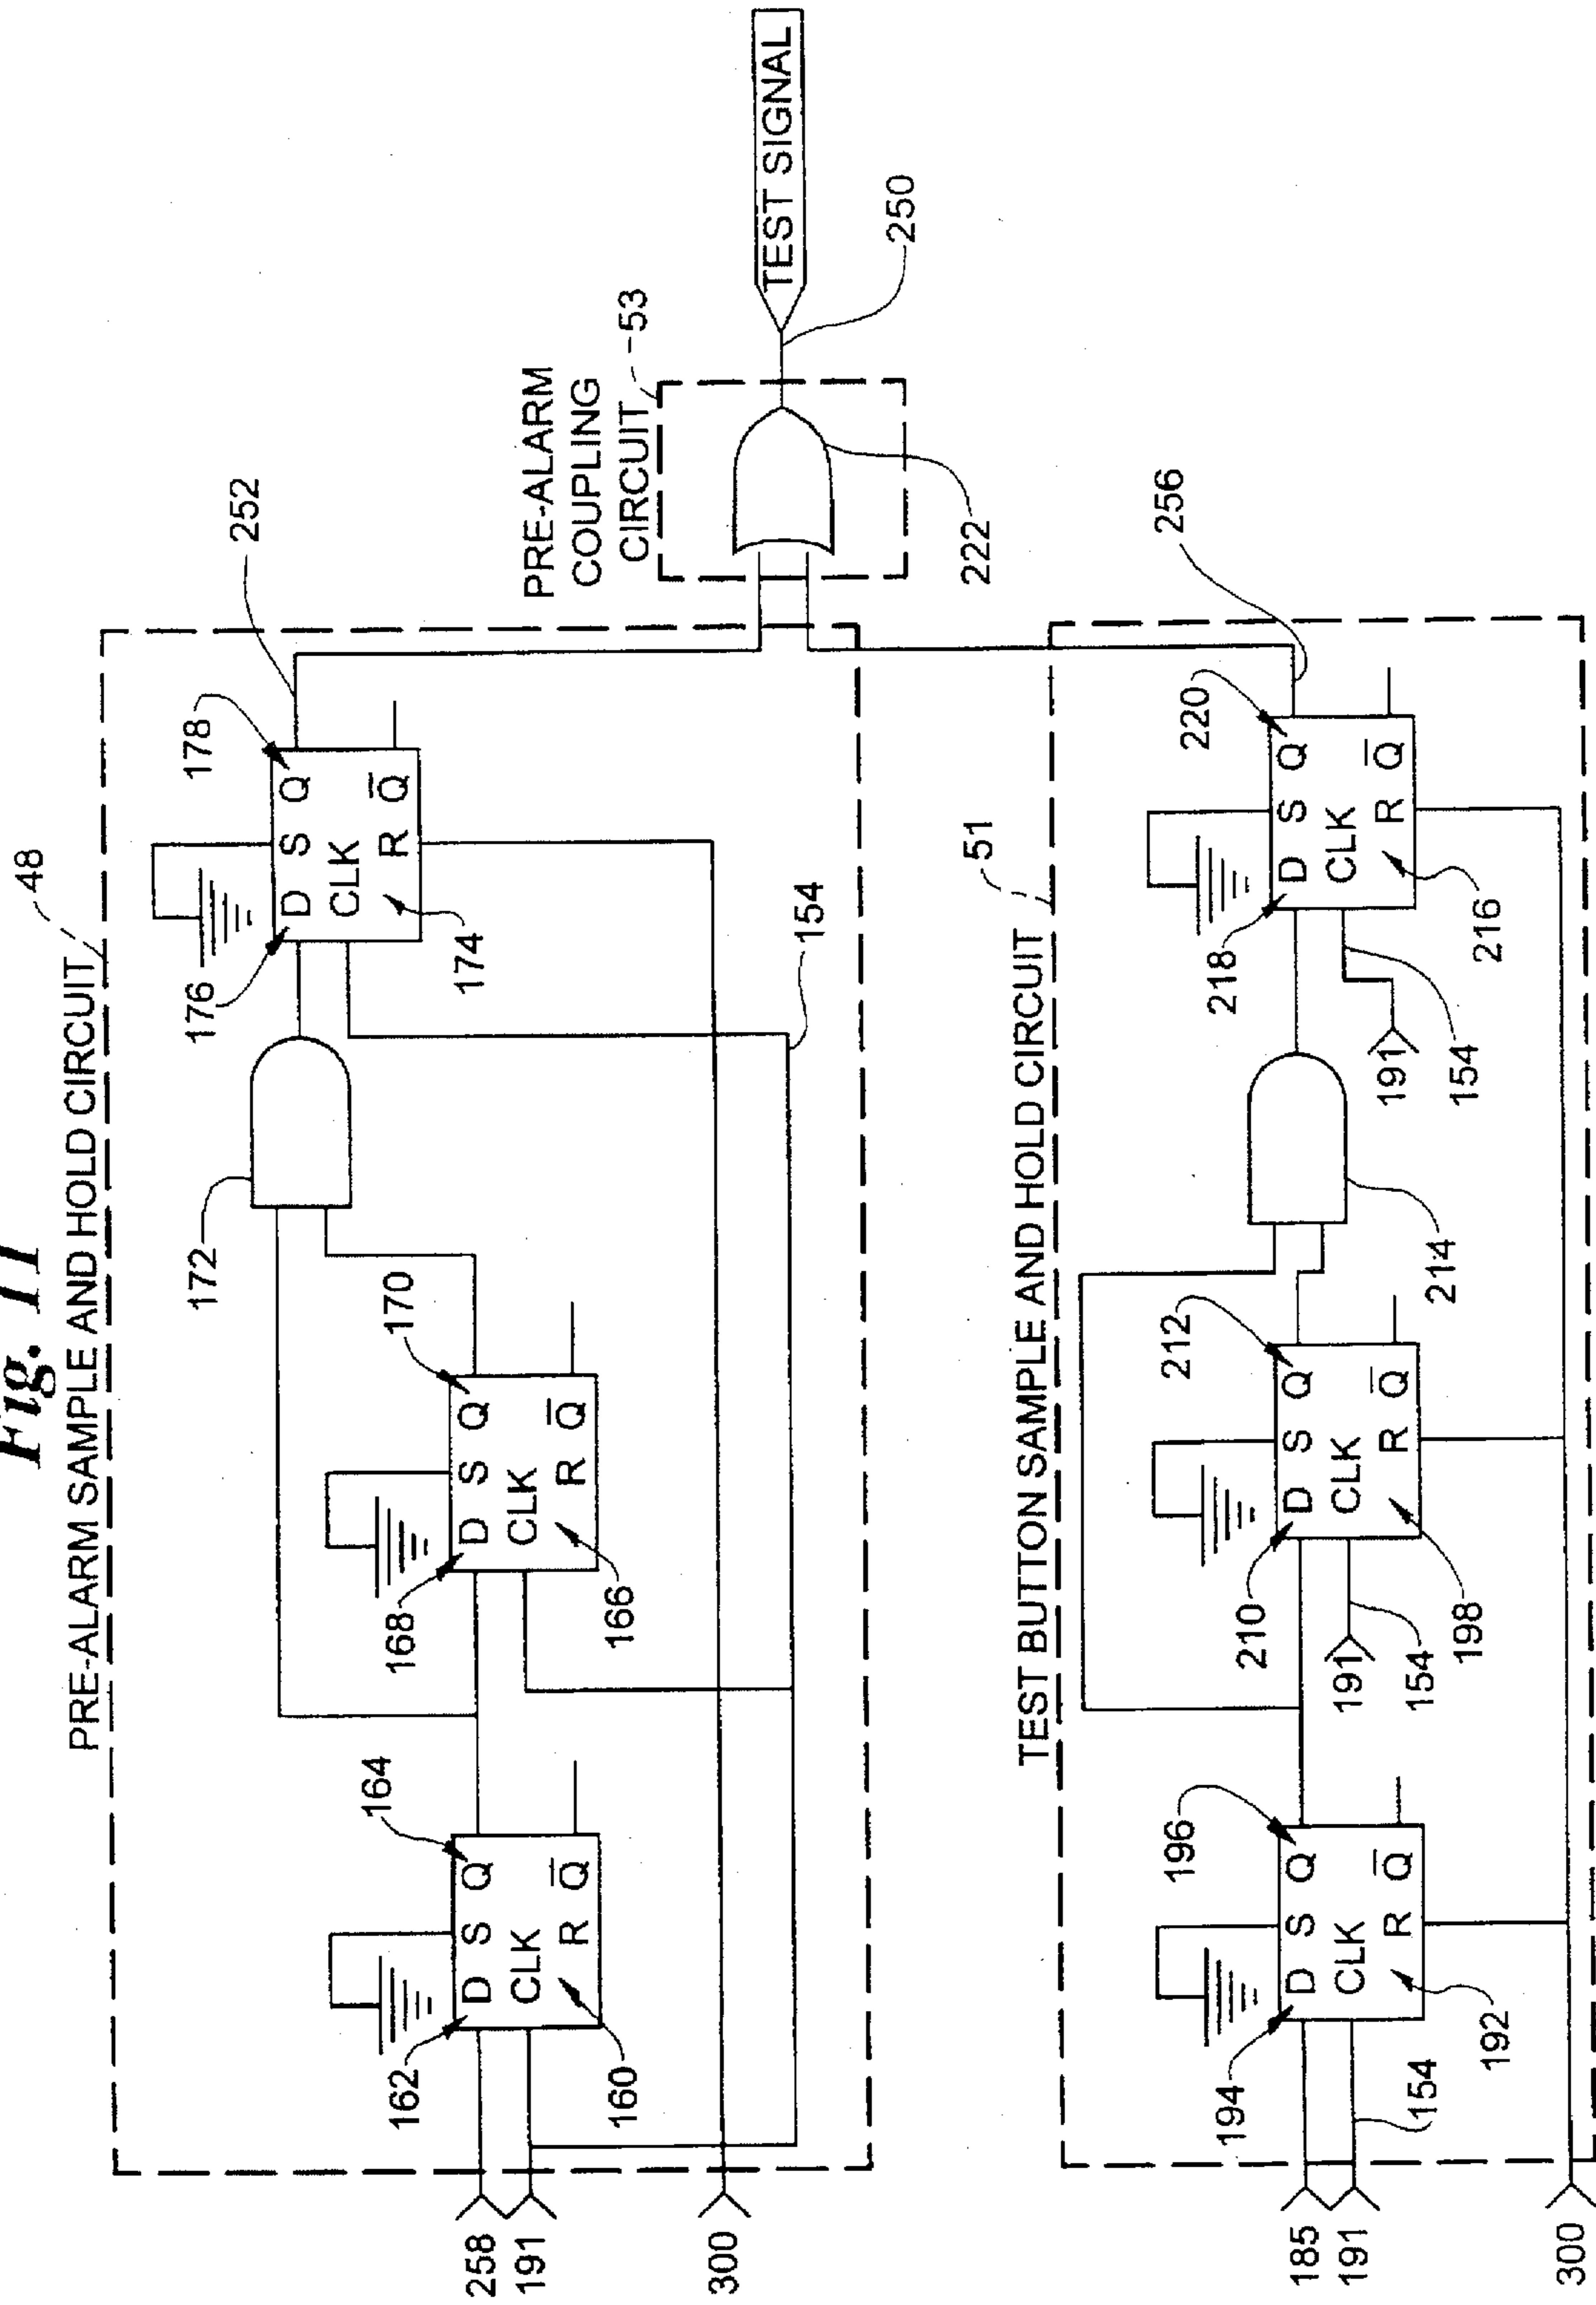 Fig. 11
PRE-ALARM SAMPLE AND HOLD CIRCUIT
48
258
191
300
162
D S Q
CLK
R Q̅
164
160
168
D S Q
CLK
R Q̅
170
166
172
176
D S Q
CLK
R Q̅
178
174
154
252
PRE-ALARM
COUPLING
CIRCUIT
53
222
250
TEST SIGNAL
TEST BUTTON SAMPLE AND HOLD CIRCUIT
51
185
191
300
194
D S Q
CLK
R Q̅
196
154
192
210
D S Q
CLK
R Q̅
212
191
154
198
214
218
D S Q
CLK
R Q̅
220
191
154
216
256